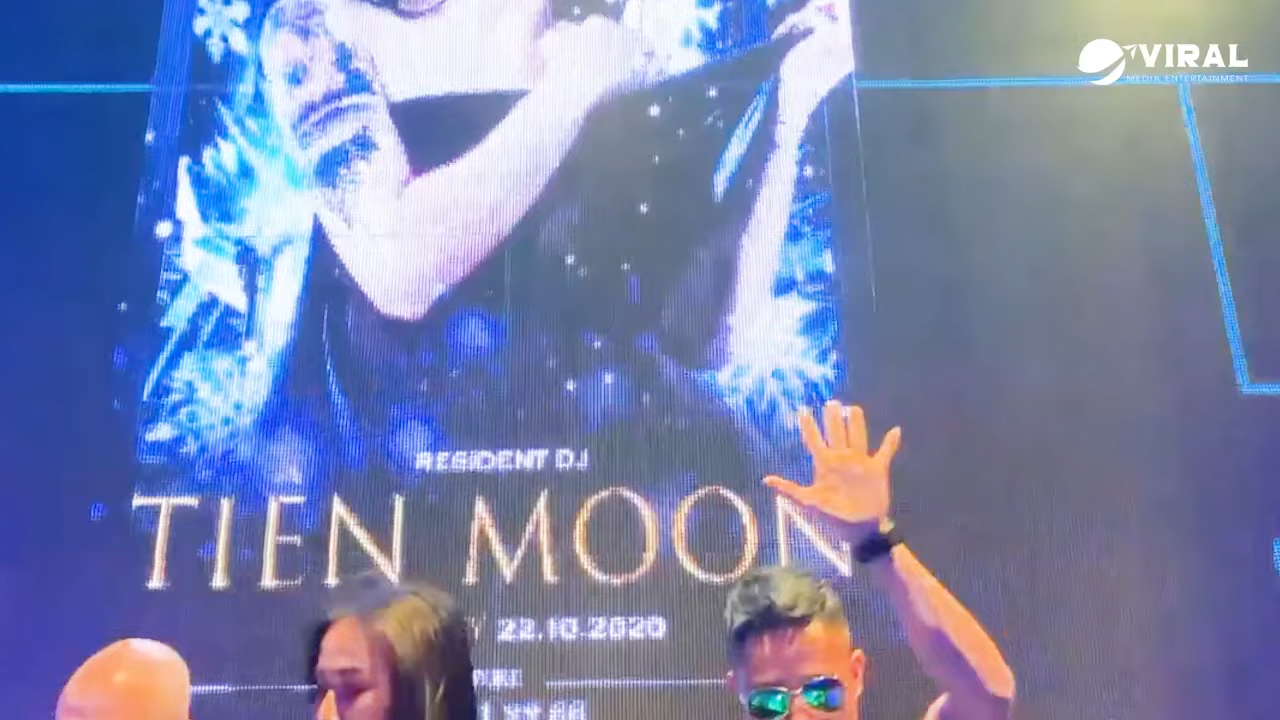 VIRAL
MEDIA ENTERTAINMENT
RESIDENT DJ
TIEN MOON
22.10.2020